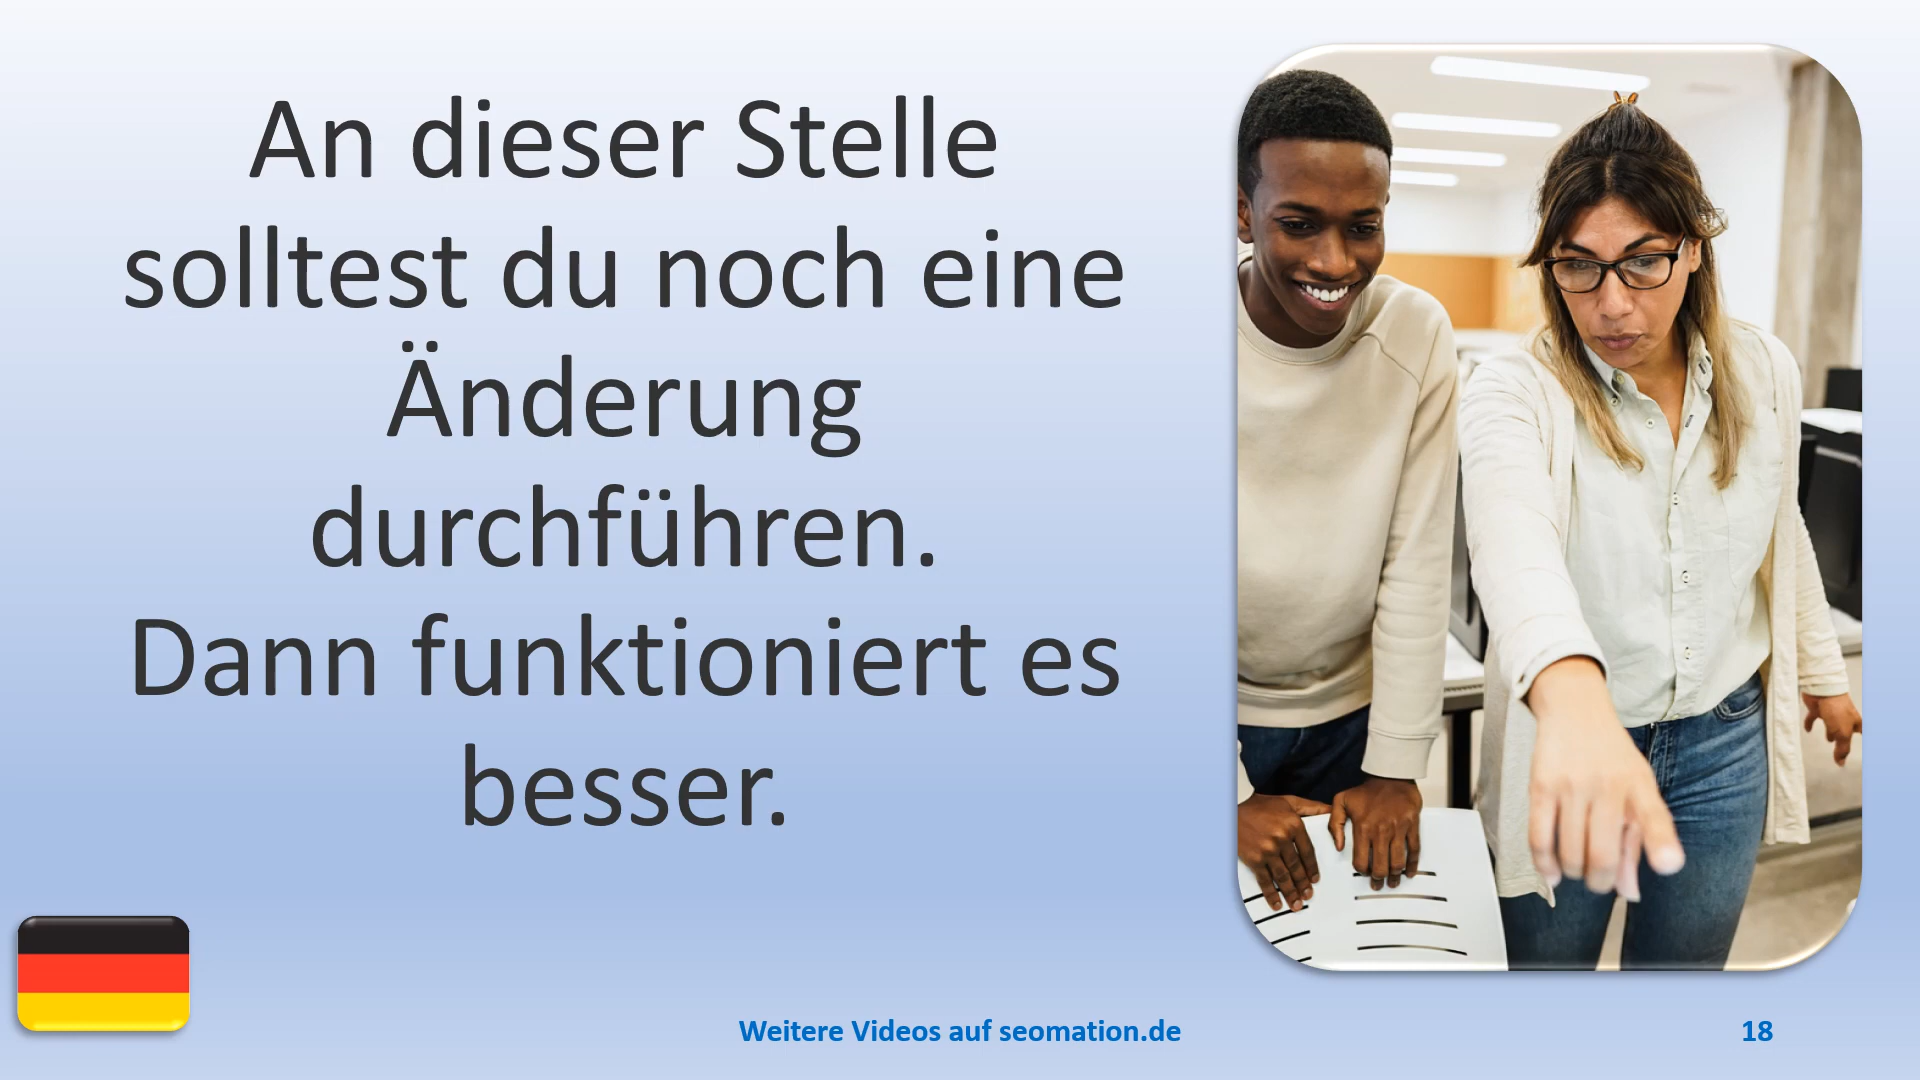 An dieser Stelle
solltest du noch eine
Änderung
durchführen.
Dann funktioniert es
besser.
Weitere Videos auf seomation.de
18